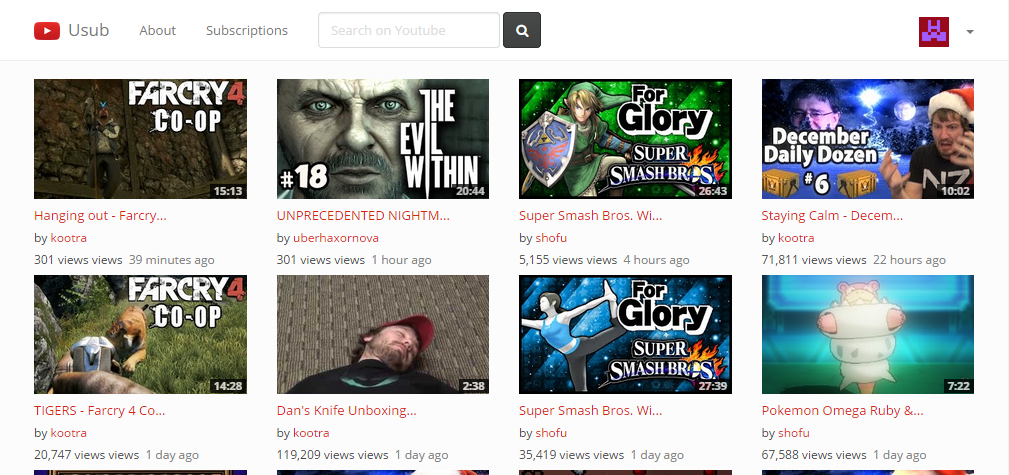 Usub About Subscriptions Search on Youtube
FARCRY 4
CO-OP
15:13
THE
EVIL
WITHIN
#18
20:44
For
Glory
SUPER
SMASH BROS.
26:43
December
Daily Dozen
#6
NZ
10:02
Hanging out - Farcry...
by kootra
301 views views 39 minutes ago
UNPRECEDENTED NIGHTM...
by uberhaxornova
301 views views 1 hour ago
Super Smash Bros. Wi...
by shofu
5,155 views views 4 hours ago
Staying Calm - Decem...
by kootra
71,811 views views 22 hours ago
FARCRY 4
CO-OP
14:28
2:38
For
Glory
SUPER
SMASH BROS.
27:39
7:22
TIGERS - Farcry 4 Co...
by kootra
20,747 views views 1 day ago
Dan's Knife Unboxing...
by kootra
119,209 views views 1 day ago
Super Smash Bros. Wi...
by shofu
35,419 views views 1 day ago
Pokemon Omega Ruby &...
by shofu
67,588 views views 1 day ago